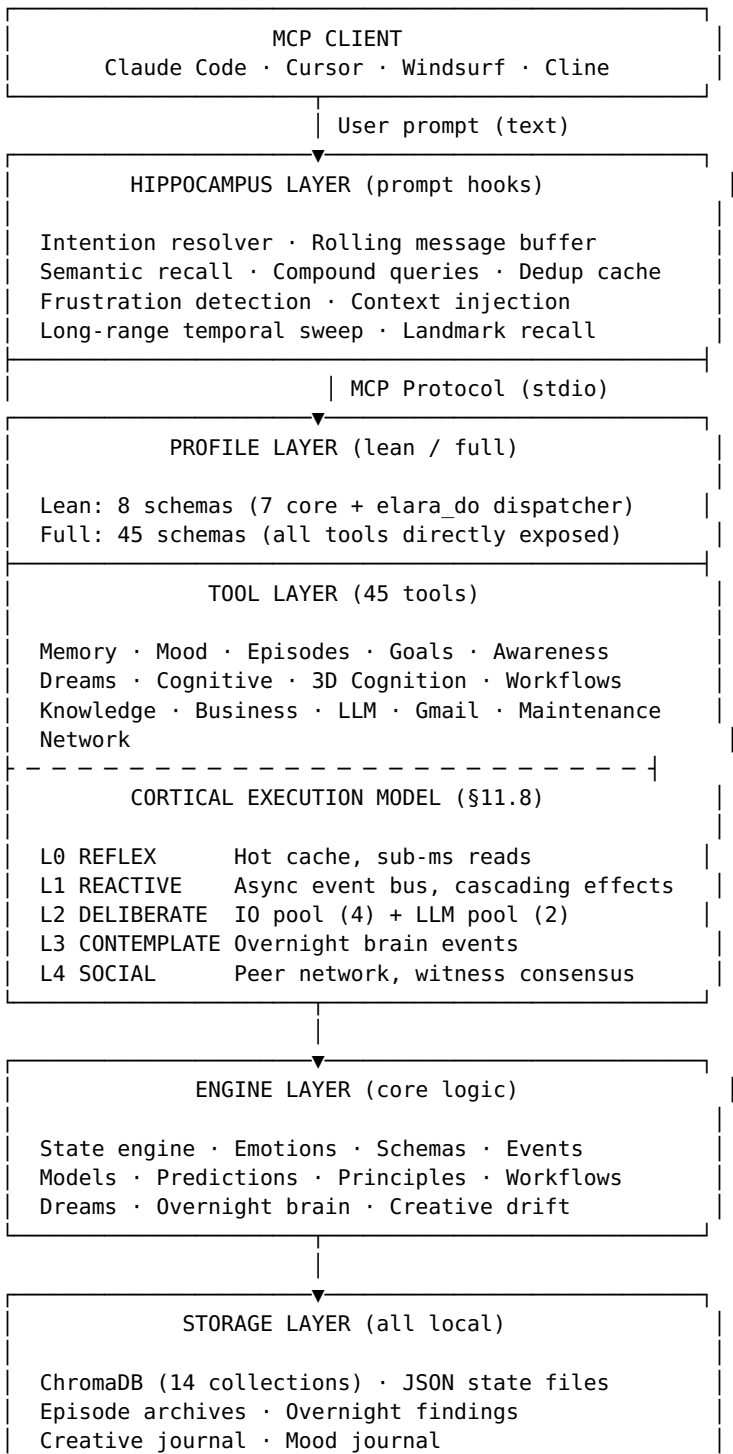 MCP CLIENT
Claude Code · Cursor · Windsurf · Cline
User prompt (text)
HIPPOCAMPUS LAYER (prompt hooks)
Intention resolver · Rolling message buffer
Semantic recall · Compound queries · Dedup cache
Frustration detection · Context injection
Long-range temporal sweep · Landmark recall
MCP Protocol (stdio)
PROFILE LAYER (lean / full)
Lean: 8 schemas (7 core + elara_do dispatcher)
Full: 45 schemas (all tools directly exposed)
TOOL LAYER (45 tools)
Memory · Mood · Episodes · Goals · Awareness
Dreams · Cognitive · 3D Cognition · Workflows
Knowledge · Business · LLM · Gmail · Maintenance
Network
CORTICAL EXECUTION MODEL (§11.8)
L0 REFLEX Hot cache, sub-ms reads
L1 REACTIVE Async event bus, cascading effects
L2 DELIBERATE IO pool (4) + LLM pool (2)
L3 CONTEMPLATE Overnight brain events
L4 SOCIAL Peer network, witness consensus
ENGINE LAYER (core logic)
State engine · Emotions · Schemas · Events
Models · Predictions · Principles · Workflows
Dreams · Overnight brain · Creative drift
STORAGE LAYER (all local)
ChromaDB (14 collections) · JSON state files
Episode archives · Overnight findings
Creative journal · Mood journal